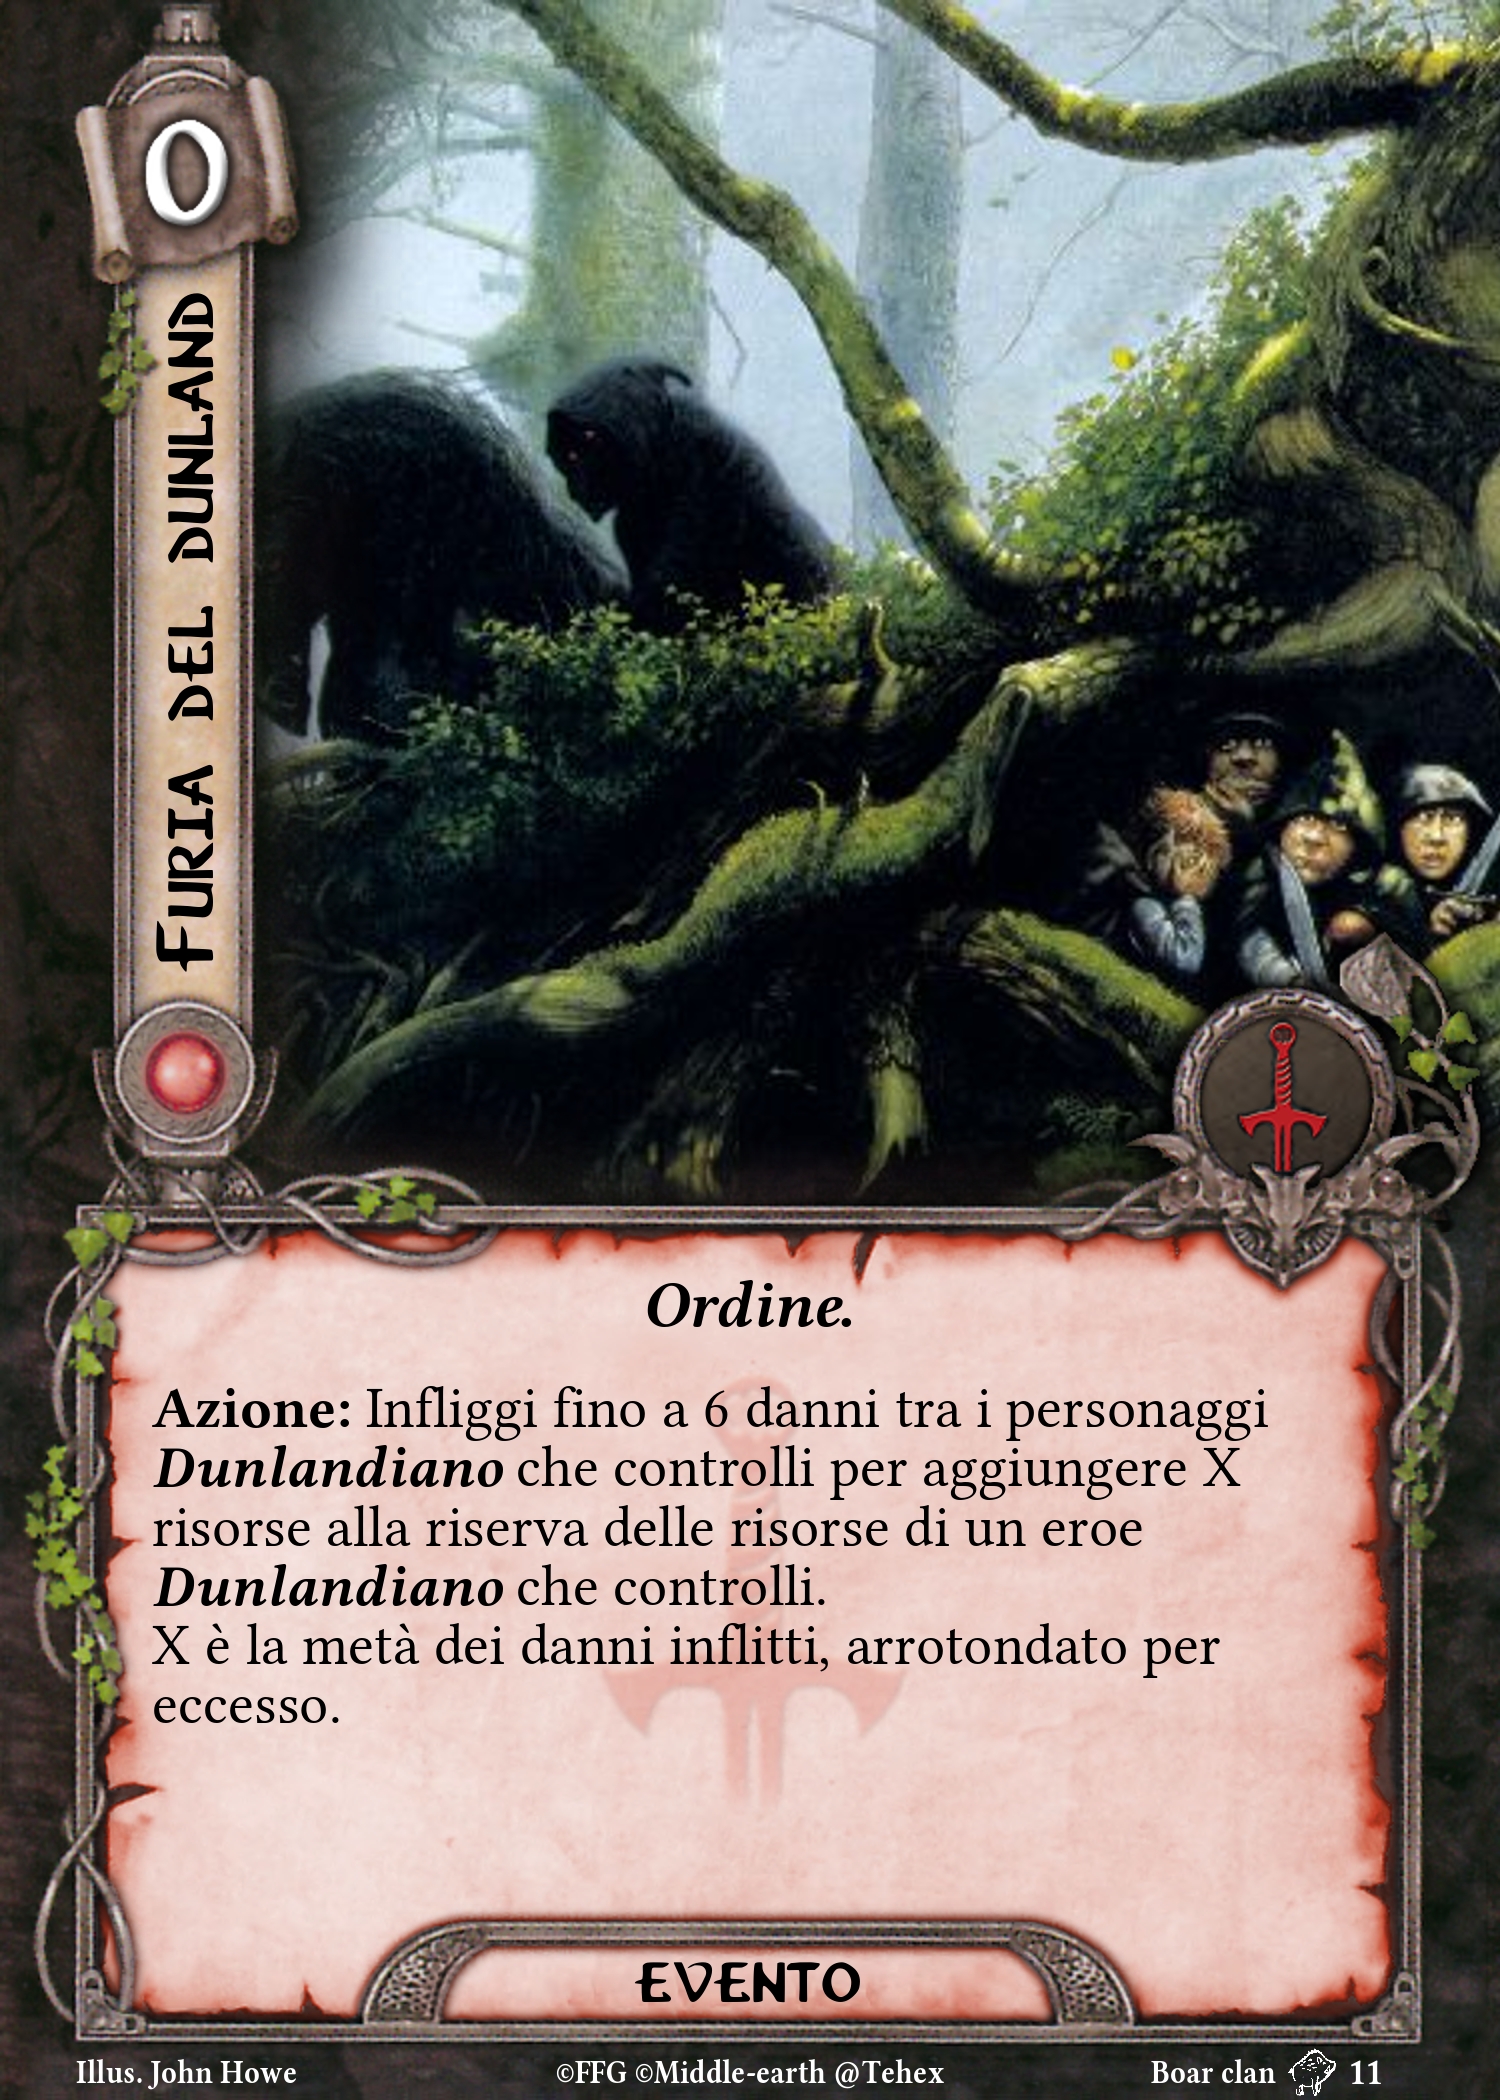 0
Furia del Dunland
Ordine.
Azione: Infliggi fino a 6 danni tra i personaggi
Dunlandiano che controlli per aggiungere X
risorse alla riserva delle risorse di un eroe
Dunlandiano che controlli.
X è la metà dei danni inflitti, arrotondato per
eccesso.
EVENTO
Illus. John Howe ©FFG ©Middle-earth @Tehex Boar clan 11